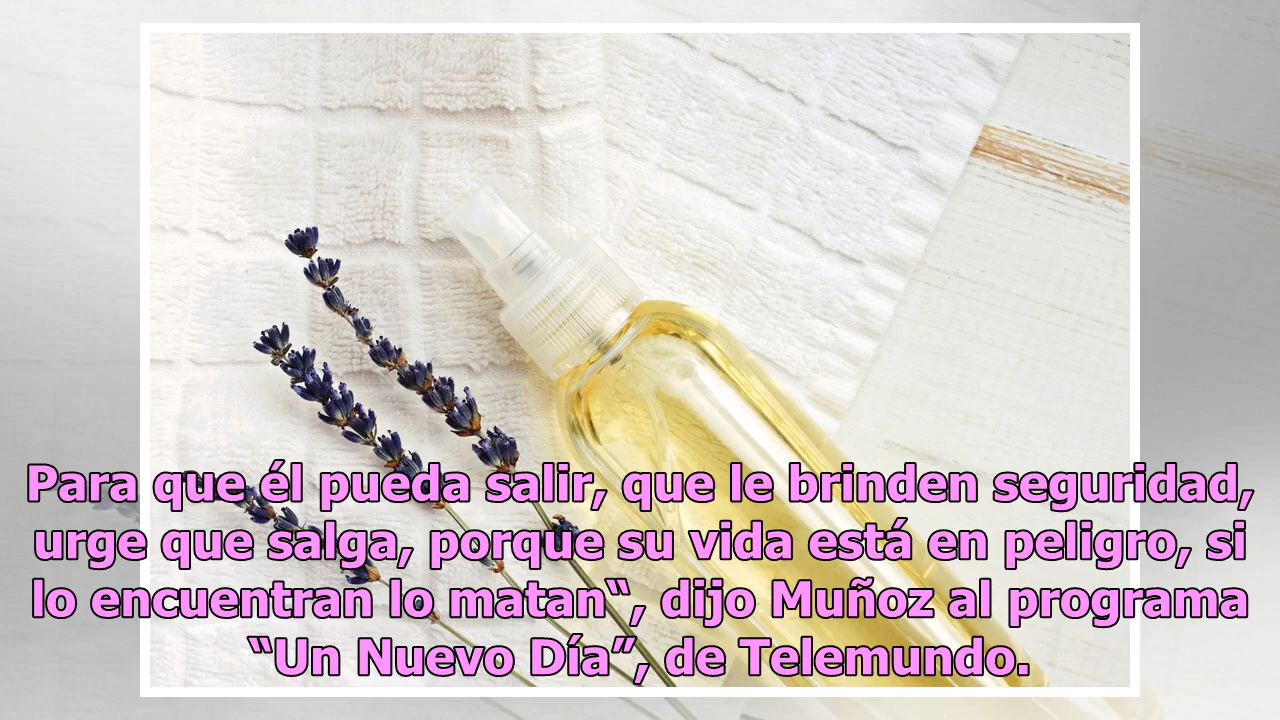 Para que él pueda salir, que le brinden seguridad,
urge que salga, porque su vida está en peligro, si
lo encuentran lo matan“, dijo Muñoz al programa
“Un Nuevo Día”, de Telemundo.